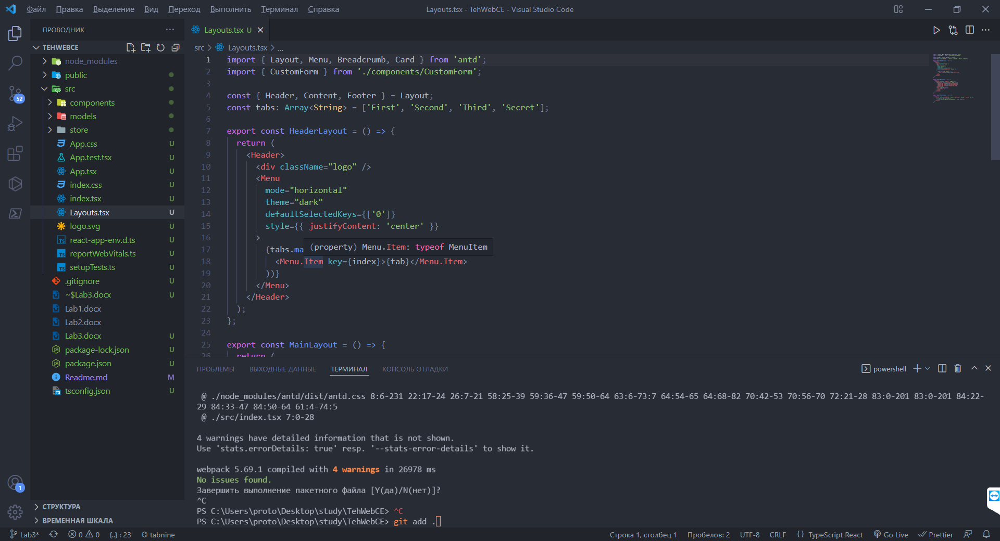 Файл Правка Выделение Вид Переход Выполнить Терминал Справка
Layouts.tsx - TehWebCE - Visual Studio Code
ПРОВОДНИК ···
TEHWEBCE
node_modules
public
src
components
models
store
App.css U
App.test.tsx U
App.tsx U
index.css U
index.tsx U
Layouts.tsx U
logo.svg U
react-app-env.d.ts U
reportWebVitals.ts U
setupTests.ts U
.gitignore U
~$Lab3.docx U
Lab1.docx
Lab2.docx
Lab3.docx U
package-lock.json U
package.json U
Readme.md M
tsconfig.json U
СТРУКТУРА
ВРЕМЕННАЯ ШКАЛА
52
1
Layouts.tsx U
src > Layouts.tsx > ...
1 import { Layout, Menu, Breadcrumb, Card } from 'antd';
2 import { CustomForm } from './components/CustomForm';
3
4 const { Header, Content, Footer } = Layout;
5 const tabs: Array<String> = ['First', 'Second', 'Third', 'Secret'];
6
7 export const HeaderLayout = () => {
8 return (
9 <Header>
10 <div className="logo" />
11 <Menu
12 mode="horizontal"
13 theme="dark"
14 defaultSelectedKeys={['0']}
15 style={{ justifyContent: 'center' }}
16 >
(property) Menu.Item: typeof MenuItem
17 {tabs.ma
18 <Menu.Item key={index}>{tab}</Menu.Item>
19 ))}
20 </Menu>
21 </Header>
22 );
23 };
24
25 export const MainLayout = () => {
26 return (
ПРОБЛЕМЫ ВЫХОДНЫЕ ДАННЫЕ ТЕРМИНАЛ КОНСОЛЬ ОТЛАДКИ
powershell
@ ./node_modules/antd/dist/antd.css 8:6-231 22:17-24 26:7-21 58:25-39 59:36-47 59:50-64 63:6-73:7 64:54-65 64:68-82 70:42-53 70:56-70 72:21-28 83:0-201 83:0-201 84:22-
29 84:33-47 84:50-64 61:4-74:5
@ ./src/index.tsx 7:0-28
4 warnings have detailed information that is not shown.
Use 'stats.errorDetails: true' resp. '--stats-error-details' to show it.
webpack 5.69.1 compiled with 4 warnings in 26978 ms
No issues found.
Завершить выполнение пакетного файла [Y(да)/N(нет)]?
^C
PS C:\Users\proto\Desktop\study\TehWebCE> ^C
PS C:\Users\proto\Desktop\study\TehWebCE> git add .
Lab3* 0 0 {..} : 23 tabnine
Строка 1, столбец 1 Пробелов: 2 UTF-8 CRLF {} TypeScript React Go Live Prettier